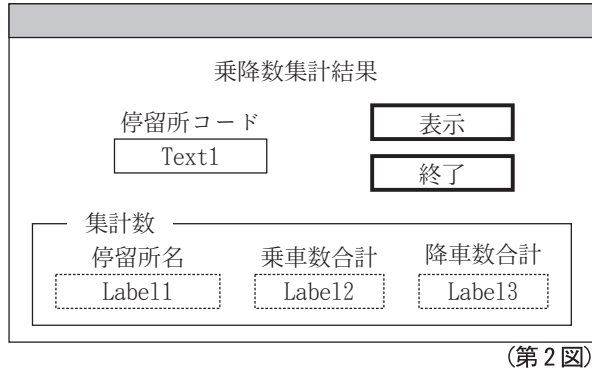 乗降数集計結果
停留所コード
Text1
表示
終了
集計数
停留所名 乗車数合計 降車数合計
Label1 Label2 Label3
(第2図)